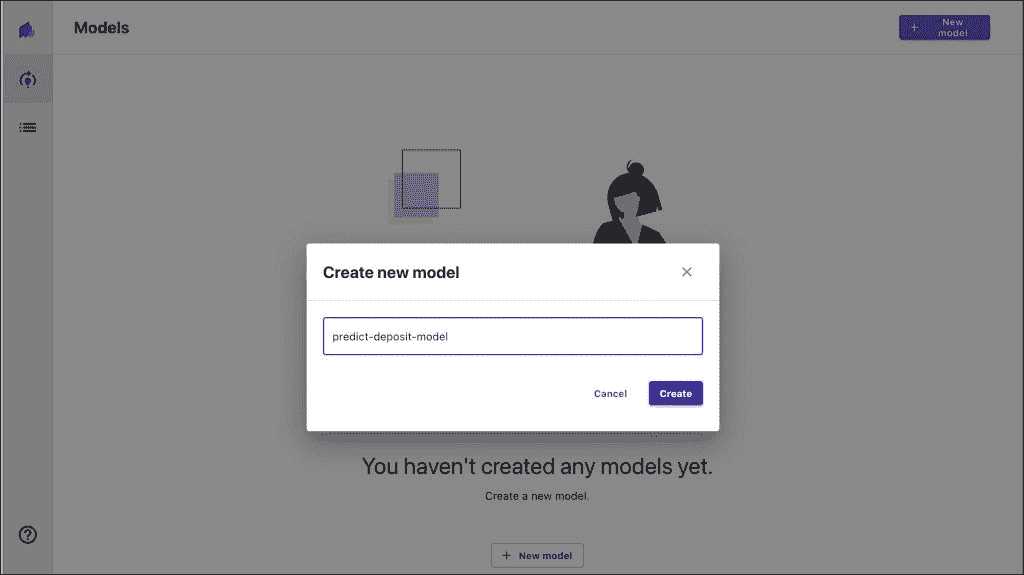 Models
New
model
Create new model
predict-deposit-model
Cancel
Create
You haven't created any models yet.
Create a new model.
New model